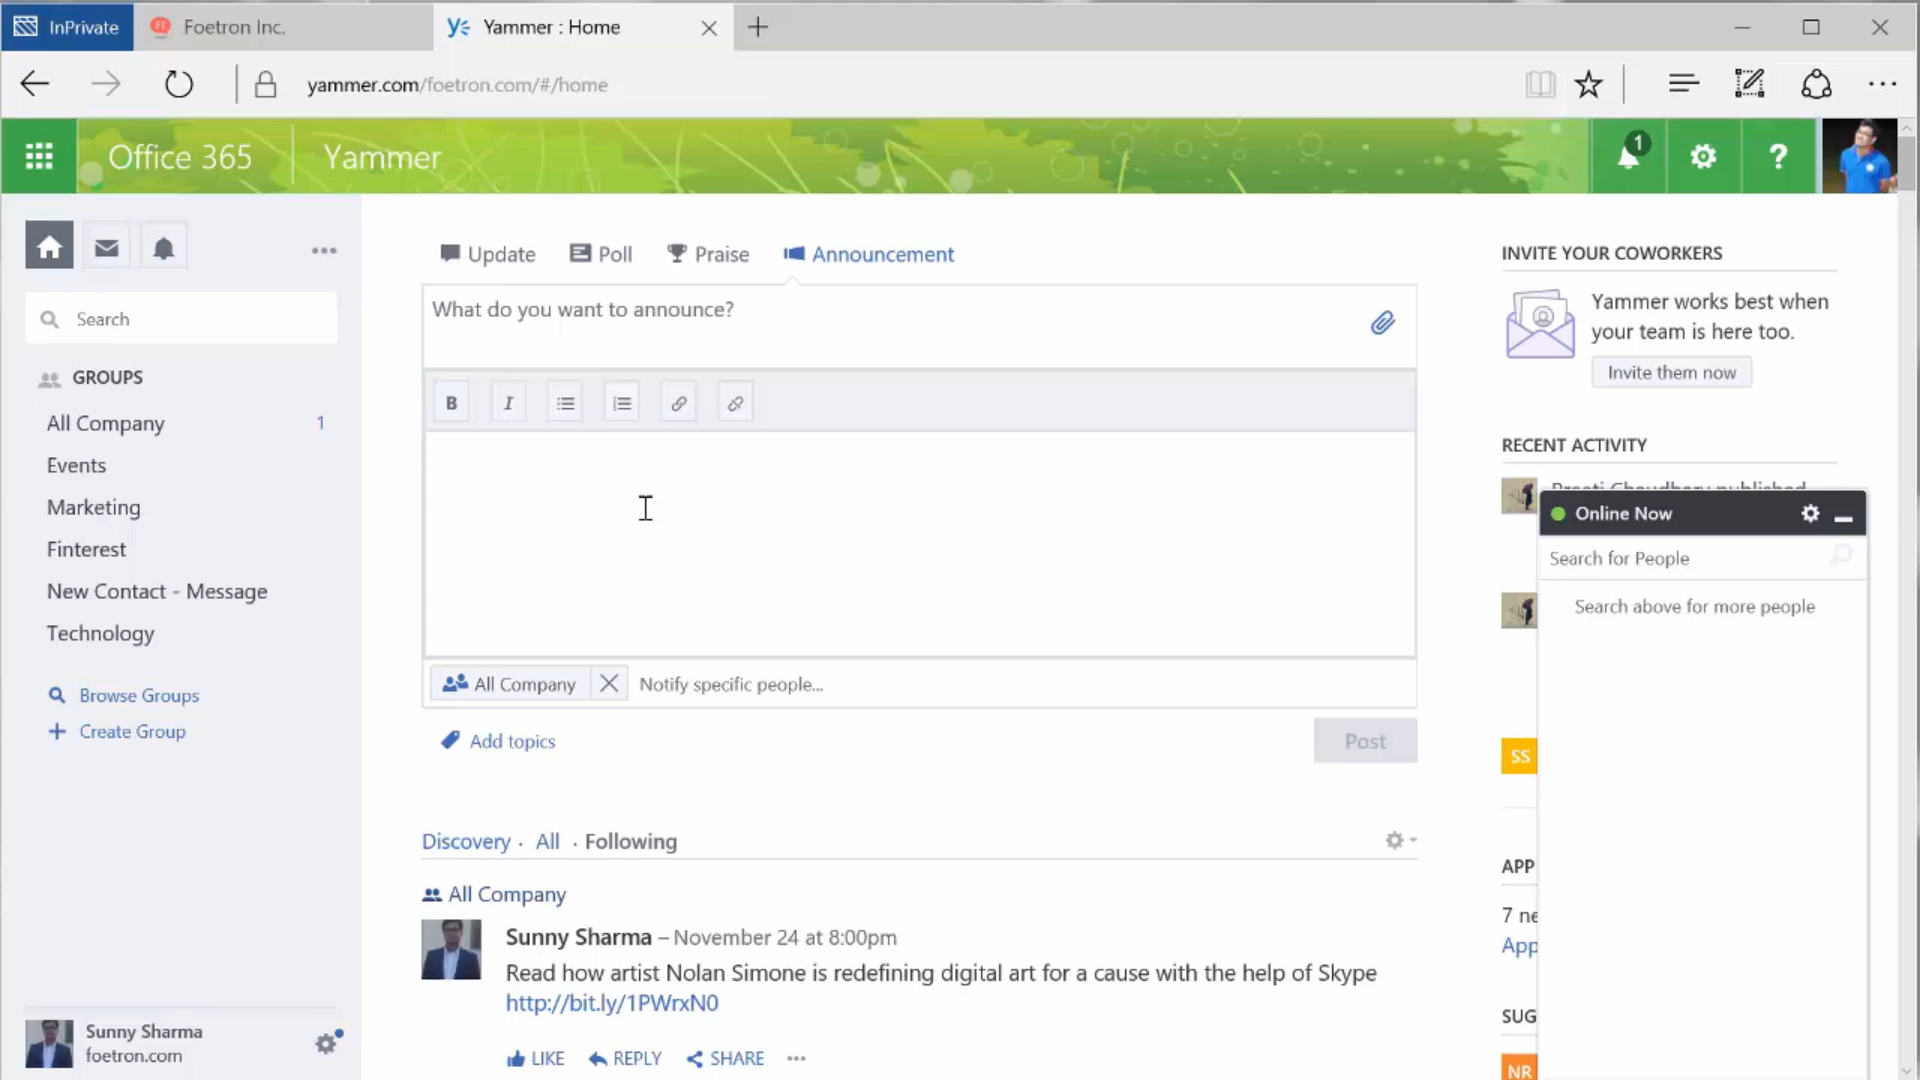 InPrivate
Foetron Inc.
Yammer : Home
yammer.com/foetron.com/#/home
Office 365
Yammer
1
?
Search
GROUPS
All Company 1
Events
Marketing
Finterest
New Contact - Message
Technology
Browse Groups
Create Group
Sunny Sharma
foetron.com
Update
Poll
Praise
Announcement
What do you want to announce?
B I
All Company
Notify specific people...
Add topics
Post
Discovery · All · Following
All Company
Sunny Sharma – November 24 at 8:00pm
Read how artist Nolan Simone is redefining digital art for a cause with the help of Skype
http://bit.ly/1PWrxN0
LIKE REPLY SHARE
INVITE YOUR COWORKERS
Yammer works best when
your team is here too.
Invite them now
RECENT ACTIVITY
Preeti Choudhary published
Online Now
Search for People
Search above for more people
SS
APP
7 ne
App
SUG
NR